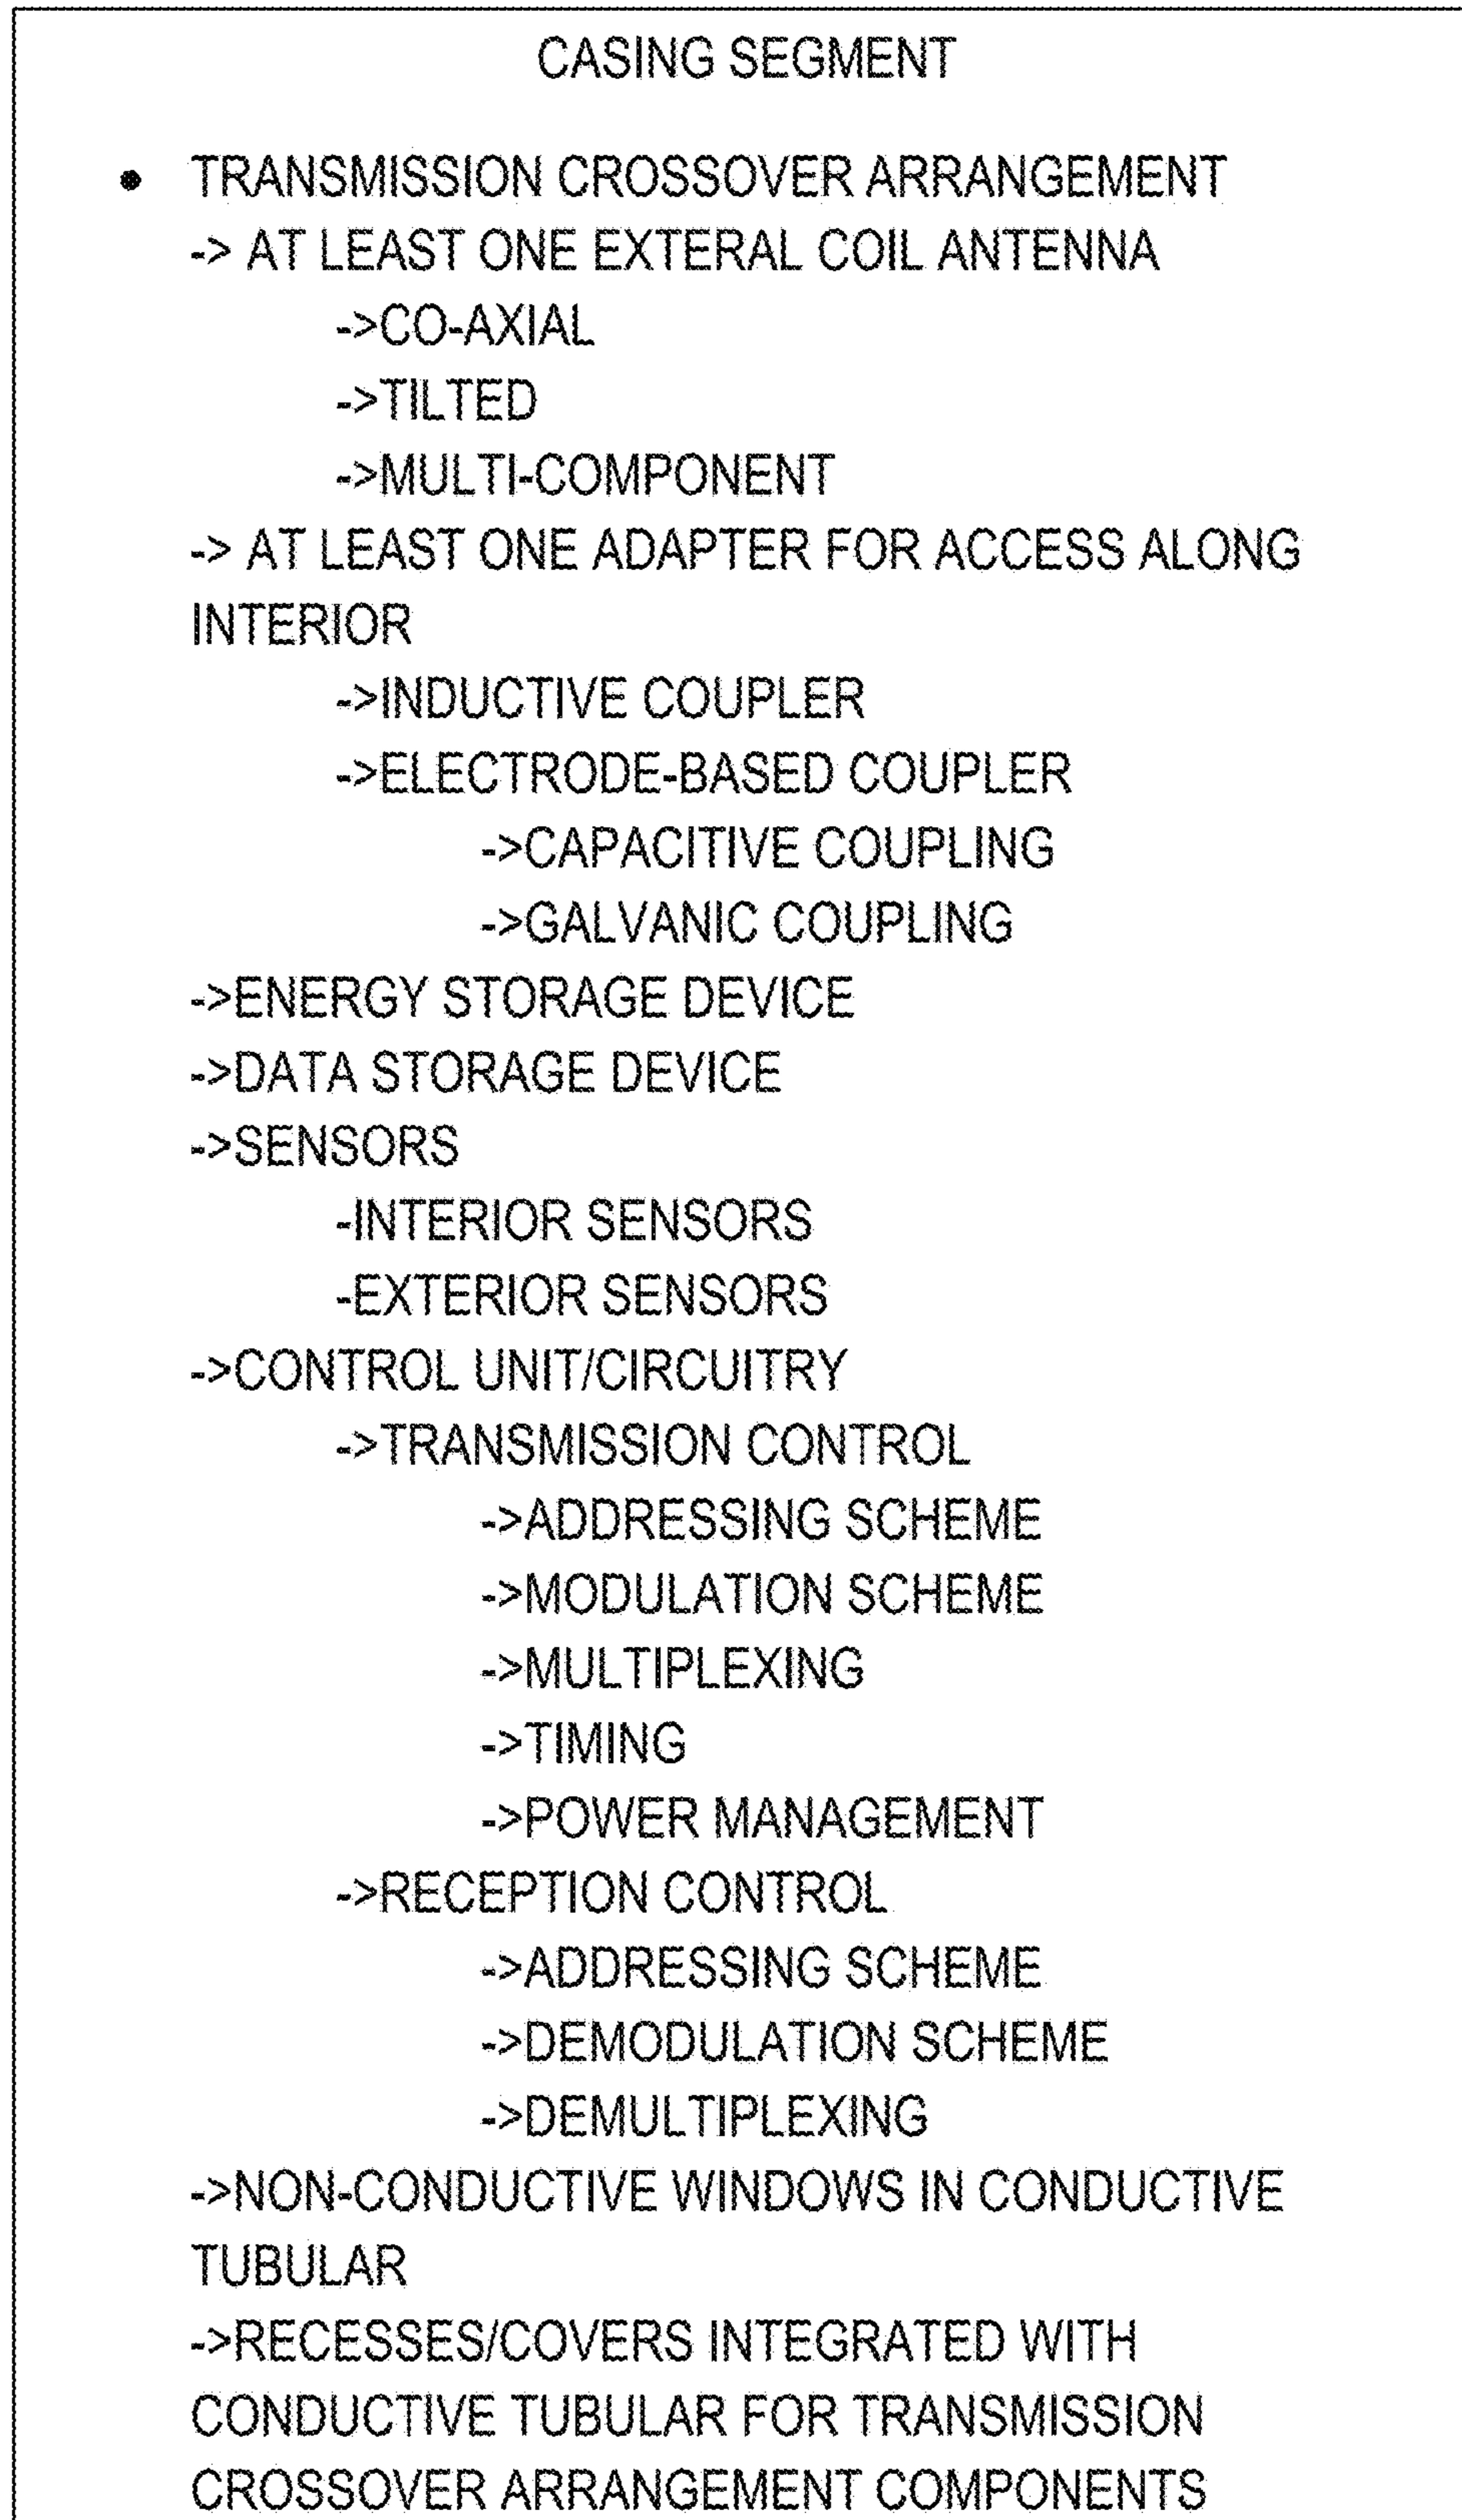 CASING SEGMENT
• TRANSMISSION CROSSOVER ARRANGEMENT
-> AT LEAST ONE EXTERAL COIL ANTENNA
->CO-AXIAL
->TILTED
->MULTI-COMPONENT
-> AT LEAST ONE ADAPTER FOR ACCESS ALONG
INTERIOR
->INDUCTIVE COUPLER
->ELECTRODE-BASED COUPLER
->CAPACITIVE COUPLING
->GALVANIC COUPLING
->ENERGY STORAGE DEVICE
->DATA STORAGE DEVICE
->SENSORS
-INTERIOR SENSORS
-EXTERIOR SENSORS
->CONTROL UNIT/CIRCUITRY
->TRANSMISSION CONTROL
->ADDRESSING SCHEME
->MODULATION SCHEME
->MULTIPLEXING
->TIMING
->POWER MANAGEMENT
->RECEPTION CONTROL
->ADDRESSING SCHEME
->DEMODULATION SCHEME
->DEMULTIPLEXING
->NON-CONDUCTIVE WINDOWS IN CONDUCTIVE
TUBULAR
->RECESSES/COVERS INTEGRATED WITH
CONDUCTIVE TUBULAR FOR TRANSMISSION
CROSSOVER ARRANGEMENT COMPONENTS